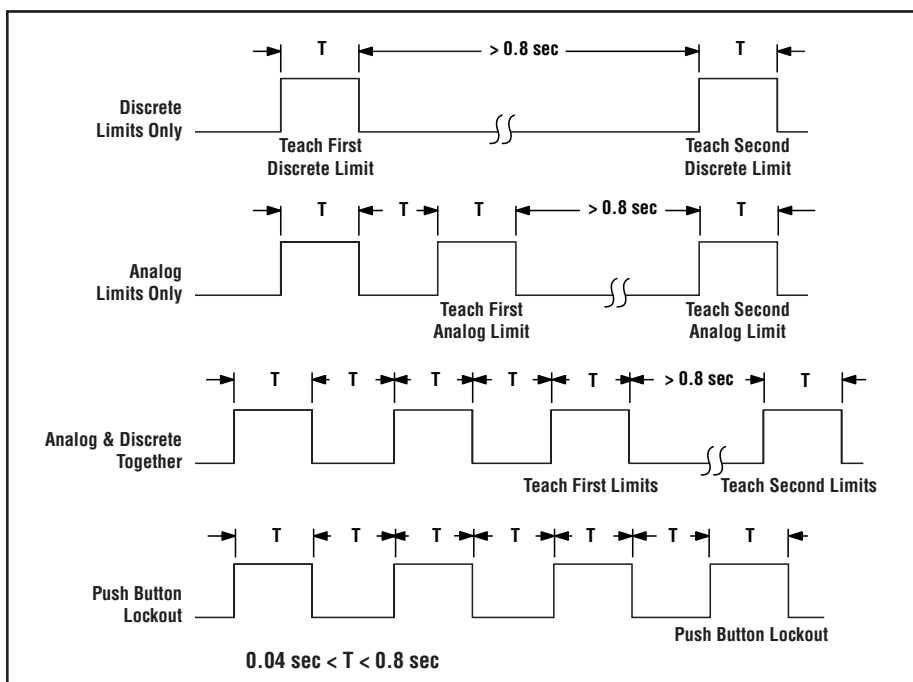 T > 0.8 sec T
Discrete
Limits Only
Teach First
Discrete Limit
Teach Second
Discrete Limit
T T T > 0.8 sec T
Analog
Limits Only
Teach First
Analog Limit
Teach Second
Analog Limit
T T T T T > 0.8 sec T
Analog & Discrete
Together
Teach First Limits
Teach Second Limits
T T T T T T T
Push Button
Lockout
Push Button Lockout
0.04 sec < T < 0.8 sec